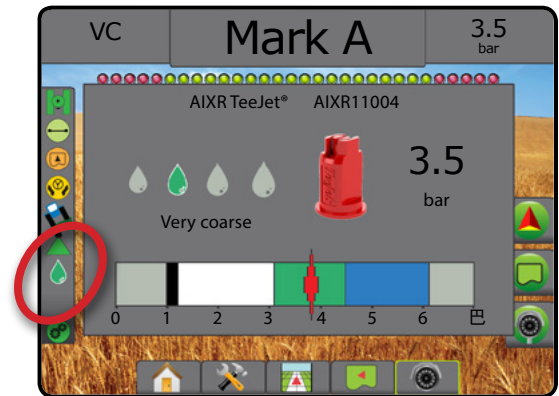 VC
Mark A
3.5
bar
AIXR TeeJet® AIXR11004
3.5
bar
Very coarse
0 1 2 3 4 5 6 巴